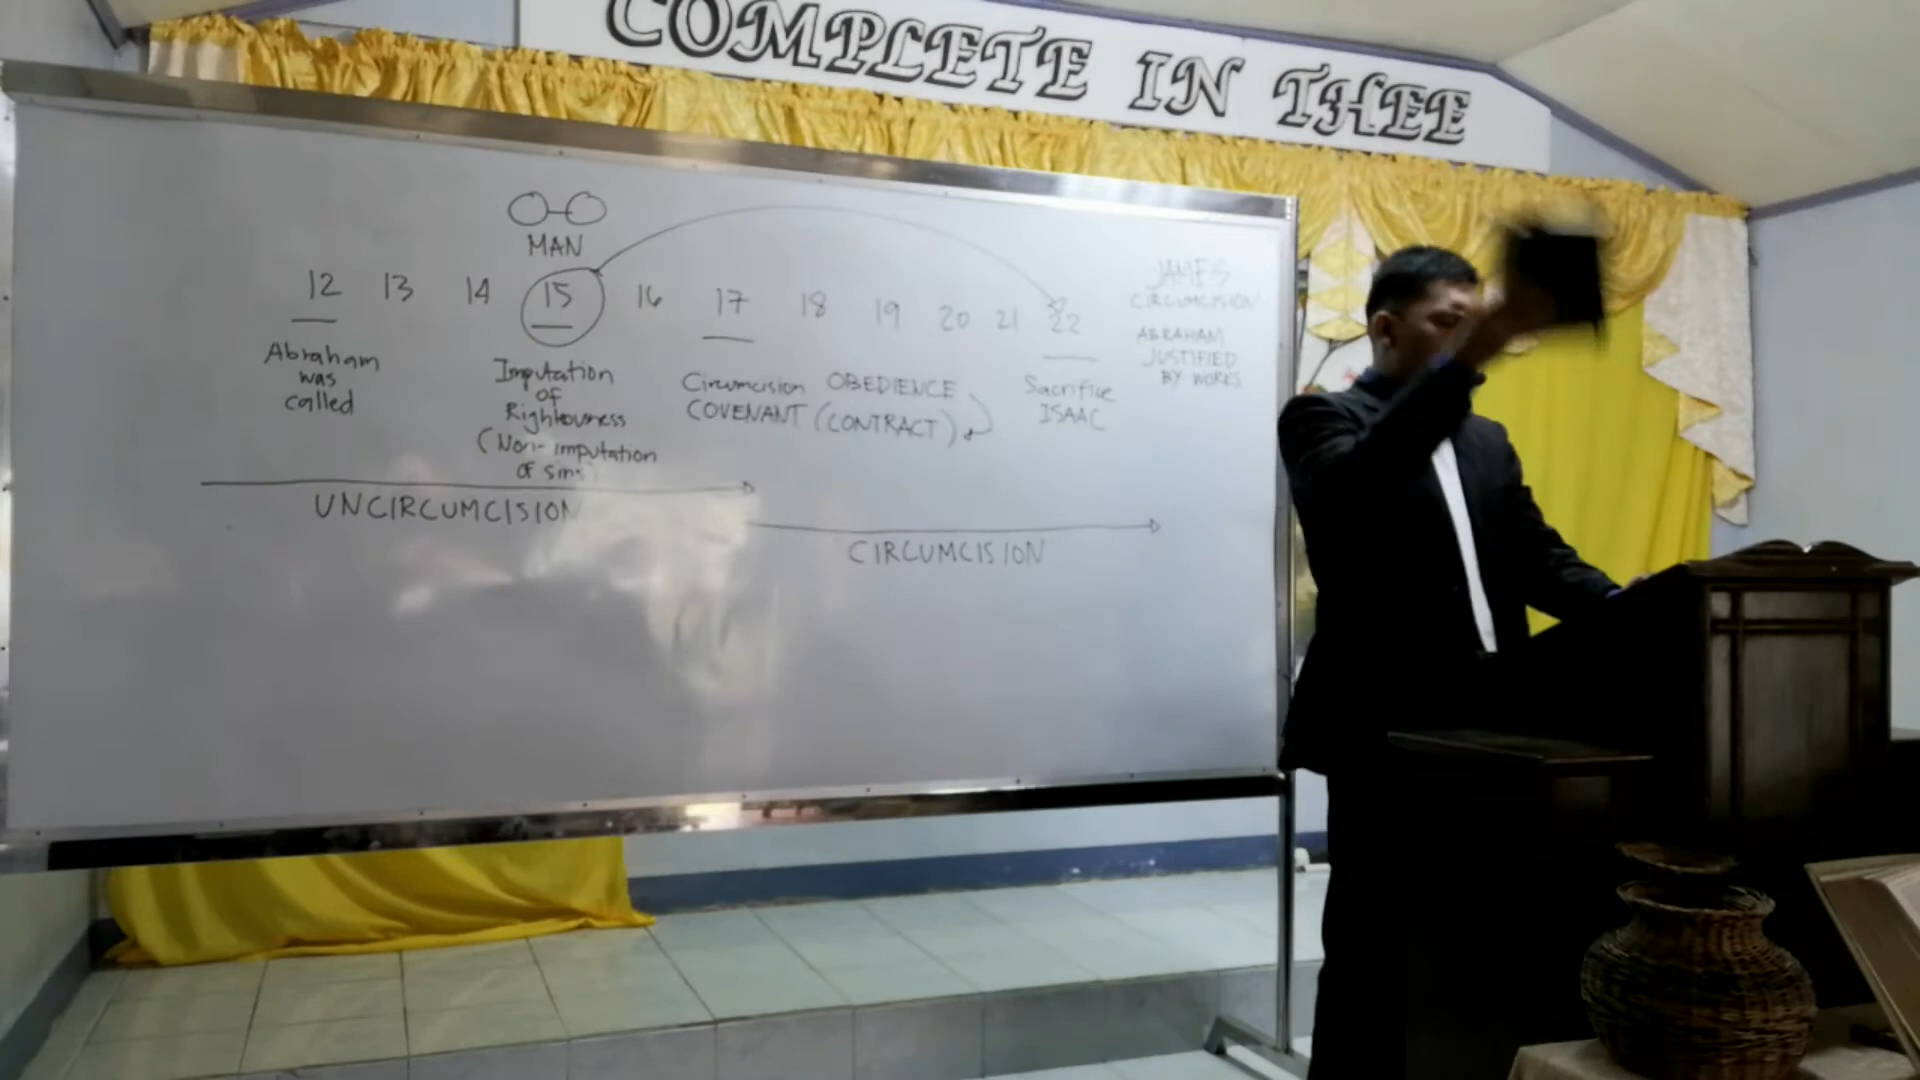 COMPLETE IN THEE
MAN
12 13 14 15 16 17 18 19 20 21 22
Abraham
was
called
Imputation
of
Rightousness
(Non-imputation
of sins)
Circumcision OBEDIENCE
COVENANT (CONTRACT)
Sacrifice
ISAAC
JAMES
CIRCUMCISION
ABRAHAM
JUSTIFIED
BY WORKS
UNCIRCUMCISION
CIRCUMCISION